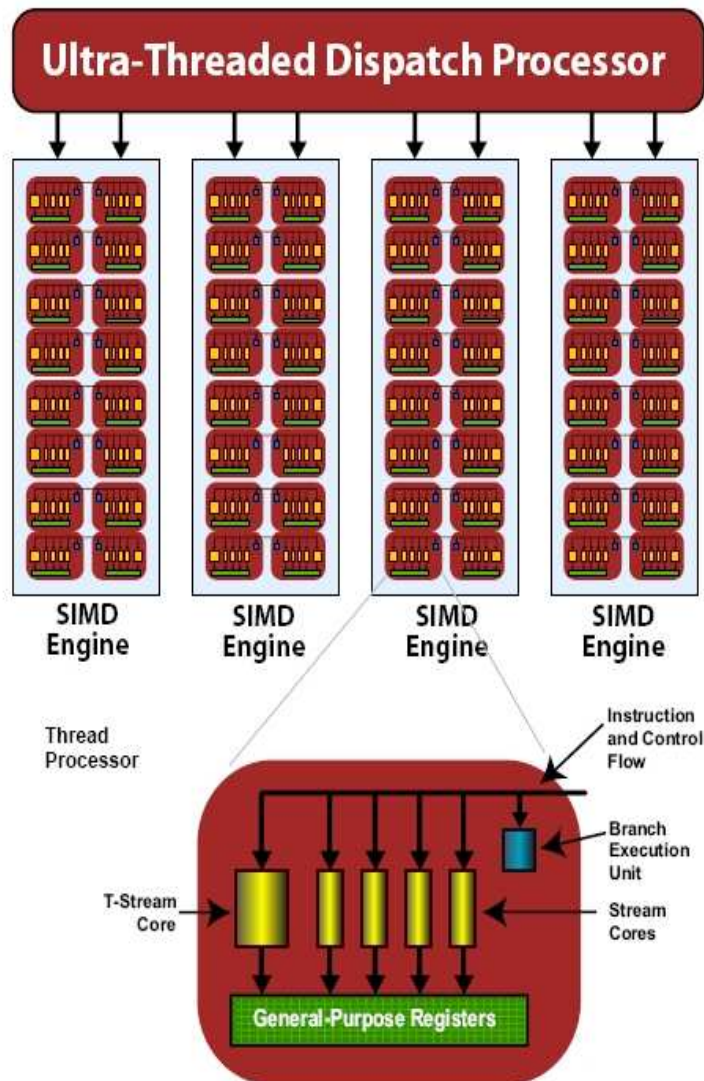 Ultra-Threaded Dispatch Processor
SIMD
Engine
SIMD
Engine
SIMD
Engine
SIMD
Engine
Thread
Processor
Instruction
and Control
Flow
Branch
Execution
Unit
T-Stream
Core
Stream
Cores
General-Purpose Registers